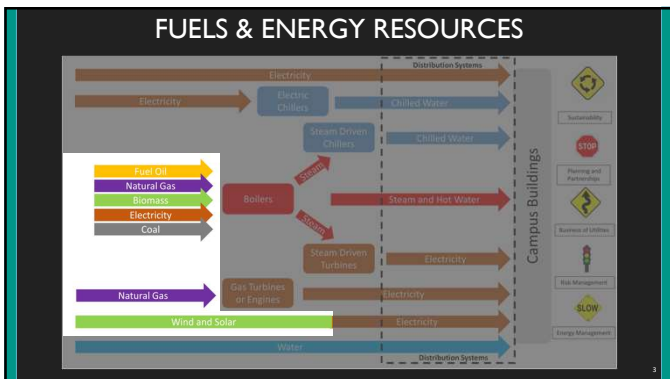 FUELS & ENERGY RESOURCES
Distribution Systems
Electricity
Electricity
Electric
Chillers
Chilled Water
Steam Driven
Chillers
Chilled Water
Steam
Fuel Oil
Natural Gas
Biomass
Electricity
Coal
Boilers
Steam and Hot Water
Steam
Steam Driven
Turbines
Electricity
Natural Gas
Gas Turbines
or Engines
Electricity
Wind and Solar
Electricity
Water
Distribution Systems
Campus Buildings
Sustainability
STOP
Planning and
Partnerships
Business of Utilities
Risk Management
SLOW
Energy Management
3